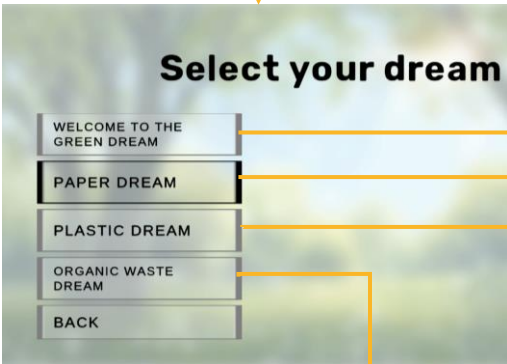 Select your dream
WELCOME TO THE
GREEN DREAM
PAPER DREAM
PLASTIC DREAM
ORGANIC WASTE
DREAM
BACK